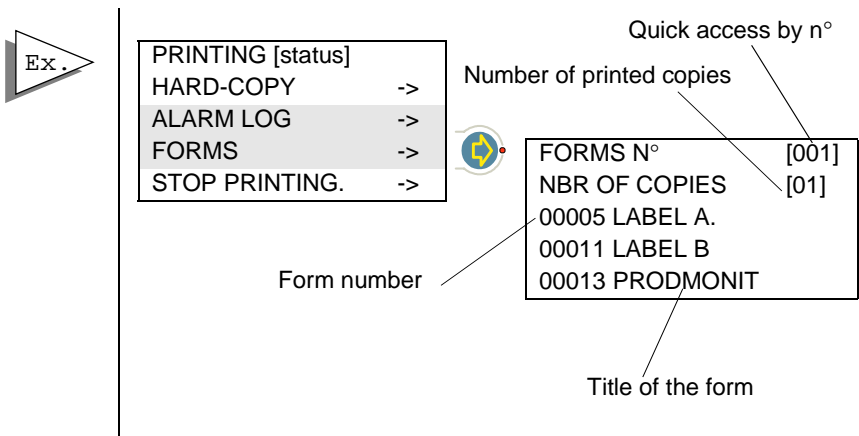 Ex.
Quick access by n°
Number of printed copies
PRINTING [status]
HARD-COPY ->
ALARM LOG ->
FORMS ->
STOP PRINTING. ->
FORMS N° [001]
NBR OF COPIES [01]
00005 LABEL A.
00011 LABEL B
00013 PRODMONIT
Form number
Title of the form